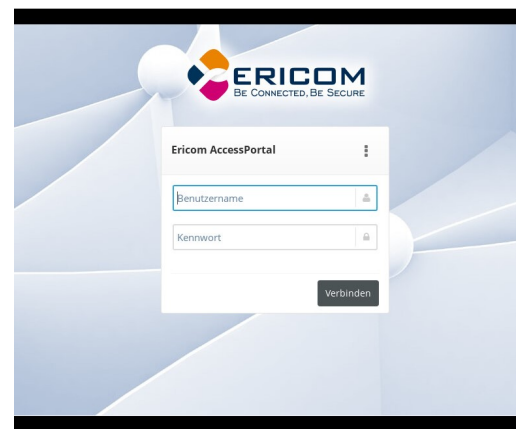 ERICOM
BE CONNECTED, BE SECURE
Ericom AccessPortal
Benutzername
Kennwort
Verbinden